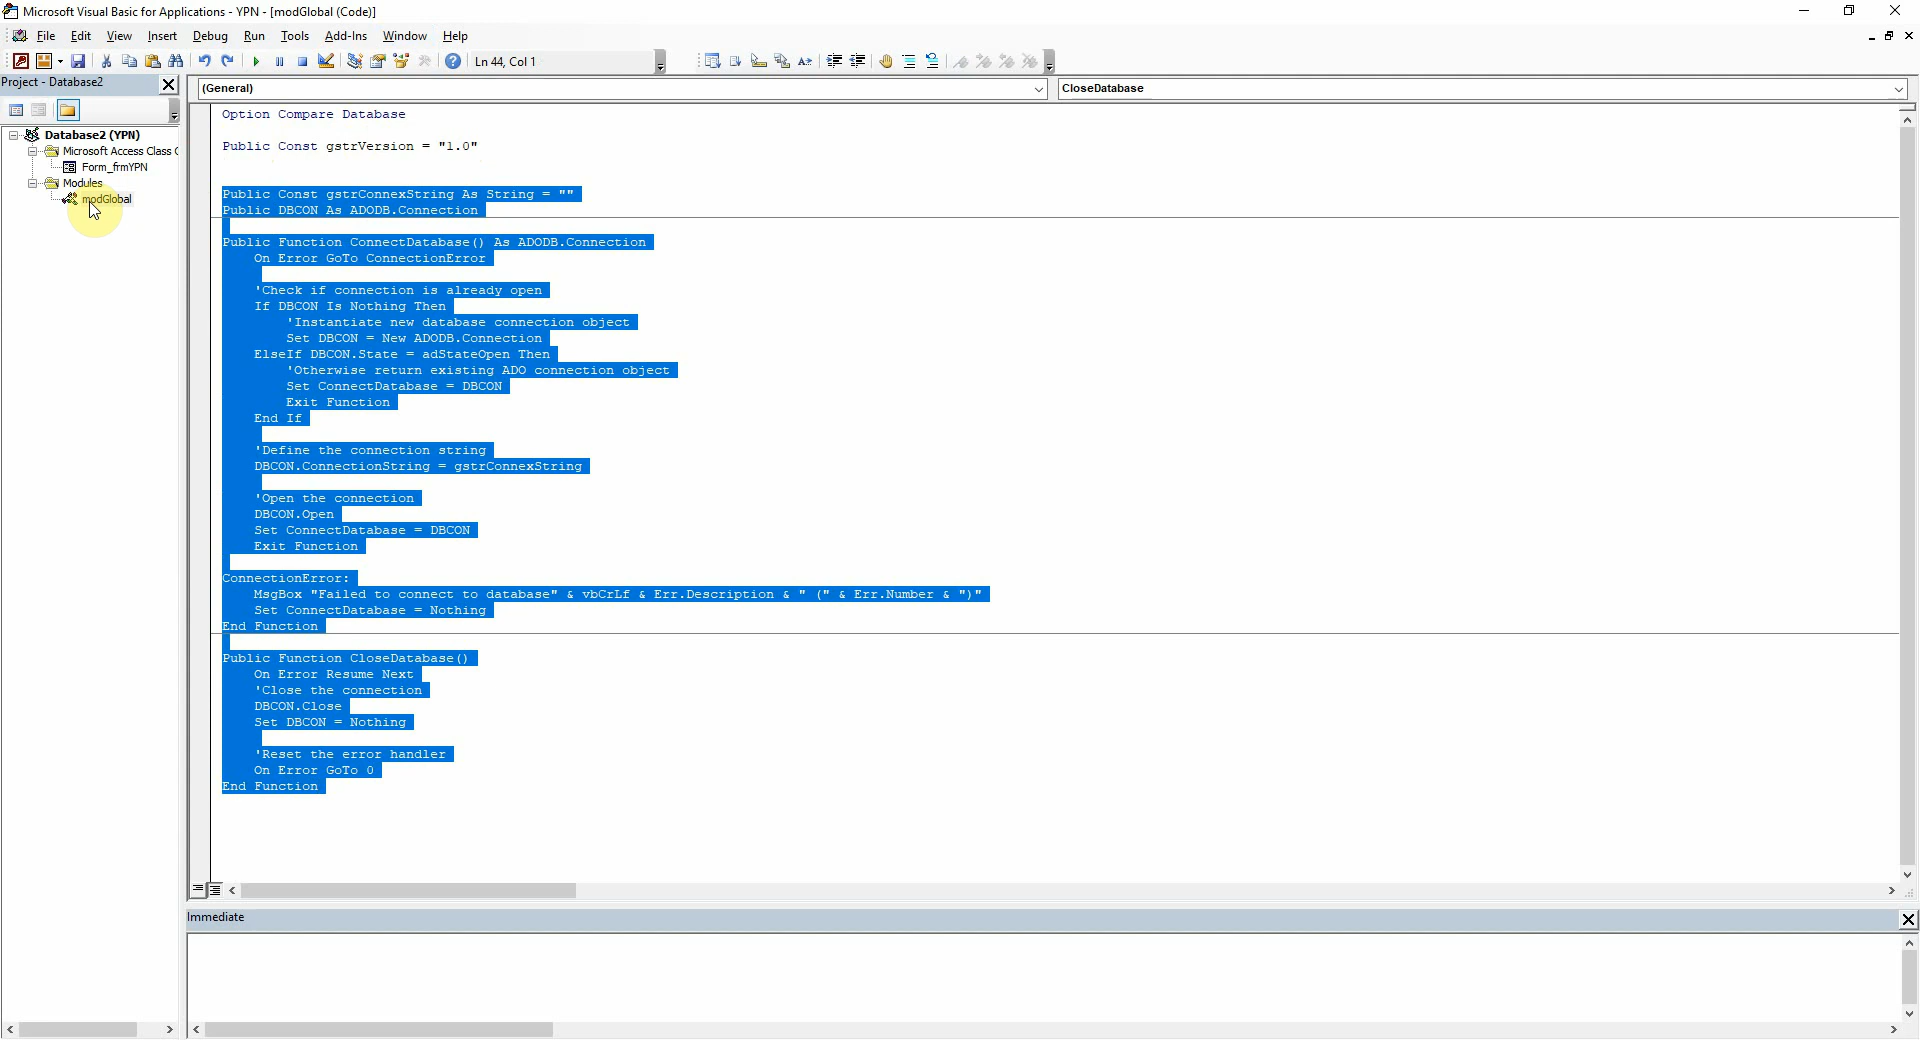 Microsoft Visual Basic for Applications - YPN - [modGlobal (Code)]
File Edit View Insert Debug Run Tools Add-Ins Window Help
Ln 44, Col 1
Project - Database2
(General)
CloseDatabase
Database2 (YPN)
Microsoft Access Class
Form_frmYPN
Modules
modGlobal
Option Compare Database
Public Const gstrVersion = "1.0"
Public Const gstrConnexString As String = ""
Public DBCON As ADODB.Connection
Public Function ConnectDatabase() As ADODB.Connection
On Error GoTo ConnectionError
'Check if connection is already open
If DBCON Is Nothing Then
'Instantiate new database connection object
Set DBCON = New ADODB.Connection
ElseIf DBCON.State = adStateOpen Then
'Otherwise return existing ADO connection object
Set ConnectDatabase = DBCON
Exit Function
End If
'Define the connection string
DBCON.ConnectionString = gstrConnexString
'Open the connection
DBCON.Open
Set ConnectDatabase = DBCON
Exit Function
ConnectionError:
MsgBox "Failed to connect to database" & vbCrLf & Err.Description & " (" & Err.Number & ")"
Set ConnectDatabase = Nothing
End Function
Public Function CloseDatabase()
On Error Resume Next
'Close the connection
DBCON.Close
Set DBCON = Nothing
'Reset the error handler
On Error GoTo 0
End Function
Immediate